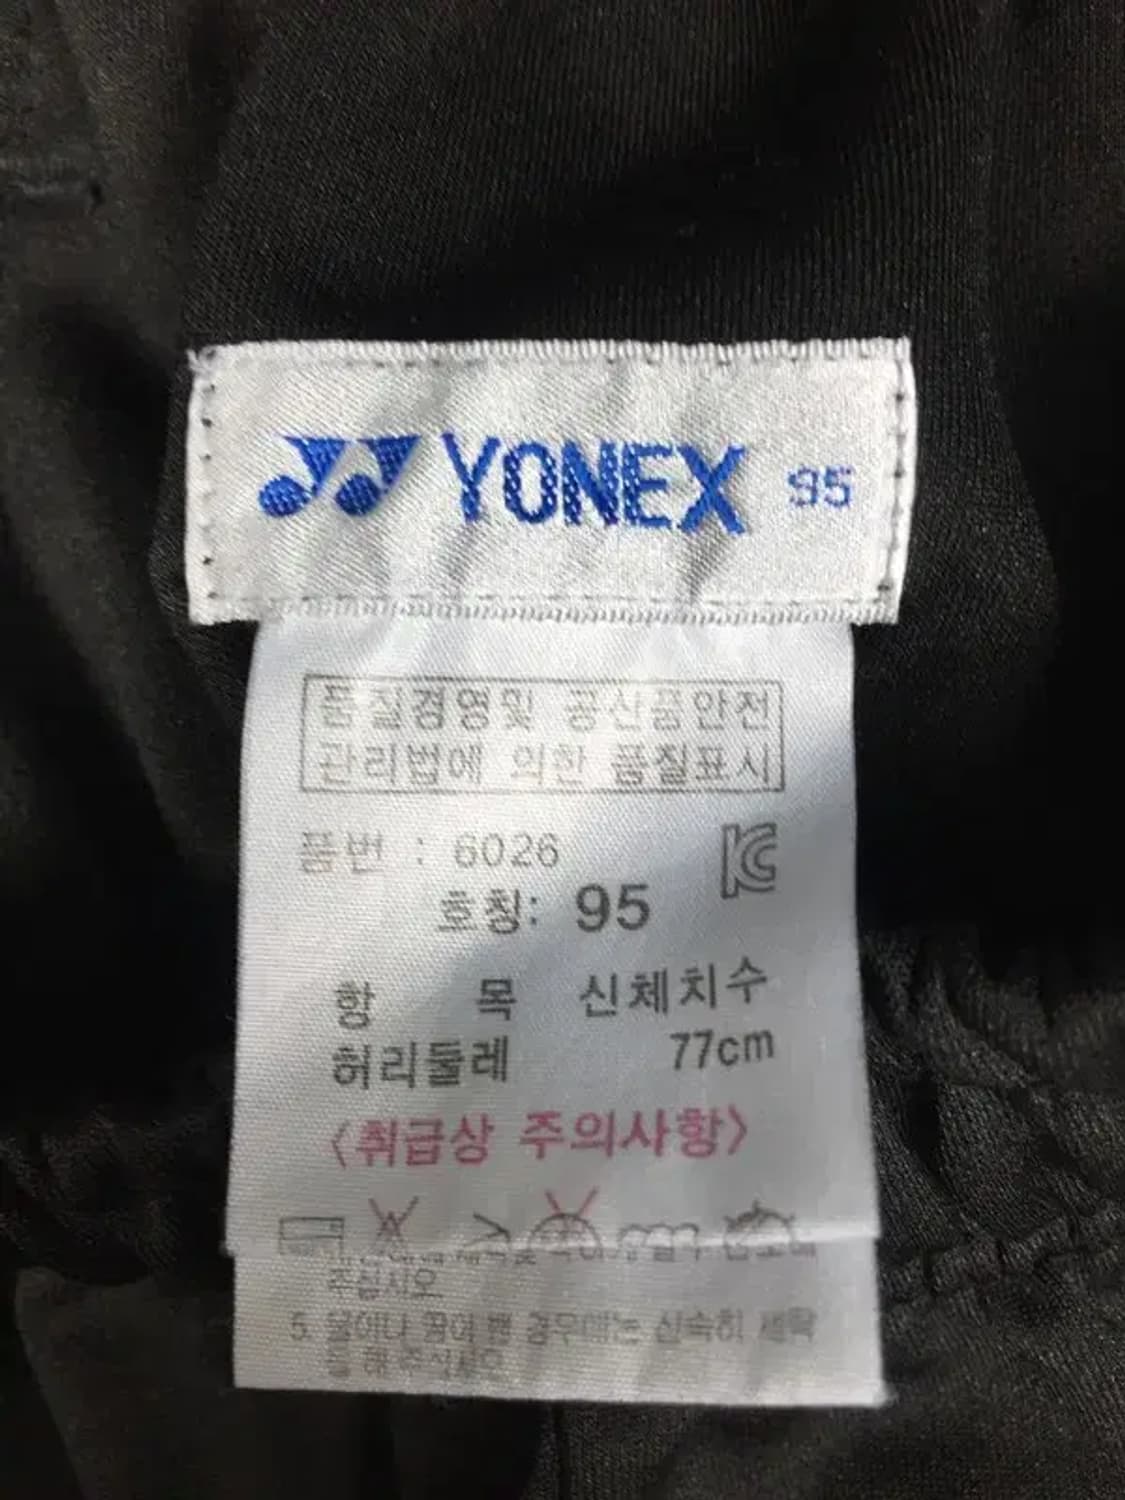 YONEX 95
품질경영및 공산품안전
관리법에 의한 품질표시
품번 : 6026
호칭: 95
항 목 신체치수
허리둘레 77cm
<취급상 주의사항>
주십시오
5. 물이나 땀이 밴 경우에는 신속히 세탁
을 해 주십시오